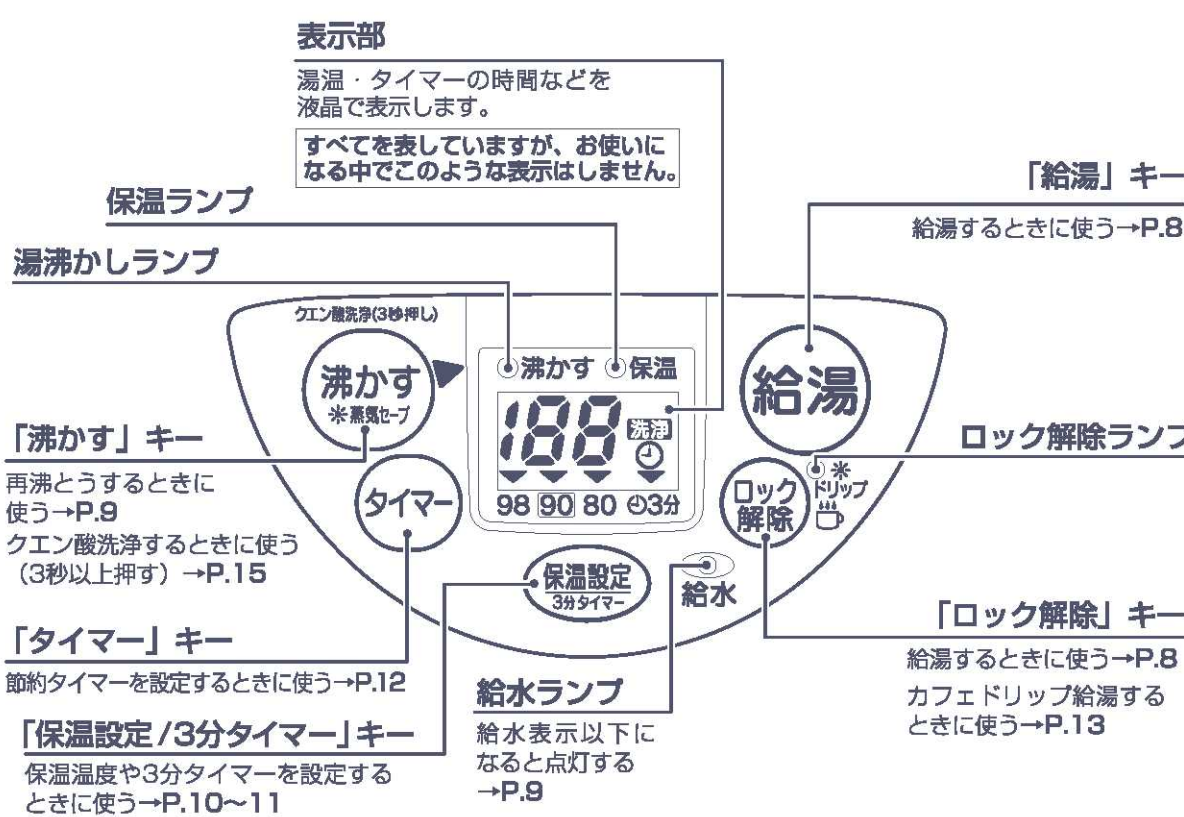 表示部
湯温・タイマーの時間などを
液晶で表示します。
すべてを表していますが、お使いに
なる中でこのような表示はしません。
保温ランプ
湯沸かしランプ
「給湯」キー
給湯するときに使う→P.8
クエン酸洗浄(3秒押し)
沸かす
蒸気セーブ
沸かす 保温
188 洗浄
98 90 80 3分
給湯
「沸かす」キー
再沸とうするときに
使う→P.9
クエン酸洗浄するときに使う
（3秒以上押す）→P.15
タイマー
ロック解除ランプ
ロック
解除
ドリップ
保温設定
3分タイマー
給水
「タイマー」キー
節約タイマーを設定するときに使う→P.12
「保温設定/3分タイマー」キー
保温温度や3分タイマーを設定する
ときに使う→P.10～11
給水ランプ
給水表示以下に
なると点灯する
→P.9
「ロック解除」キー
給湯するときに使う→P.8
カフェドリップ給湯する
ときに使う→P.13